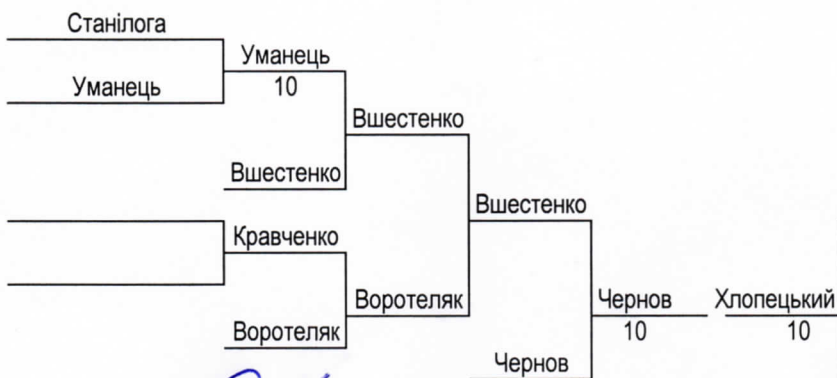 Станілога
Уманець
Уманець
10
Вшестенко
Вшестенко
Вшестенко
Кравченко
Воротеляк
Чернов
Хлопецький
10
10
Воротеляк
Чернов